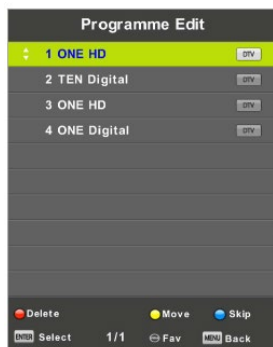 Programme Edit
1 ONE HD DTV
2 TEN Digital DTV
3 ONE HD DTV
4 ONE Digital DTV
Delete Move Skip
ENTER Select 1/1 Fav MENU Back